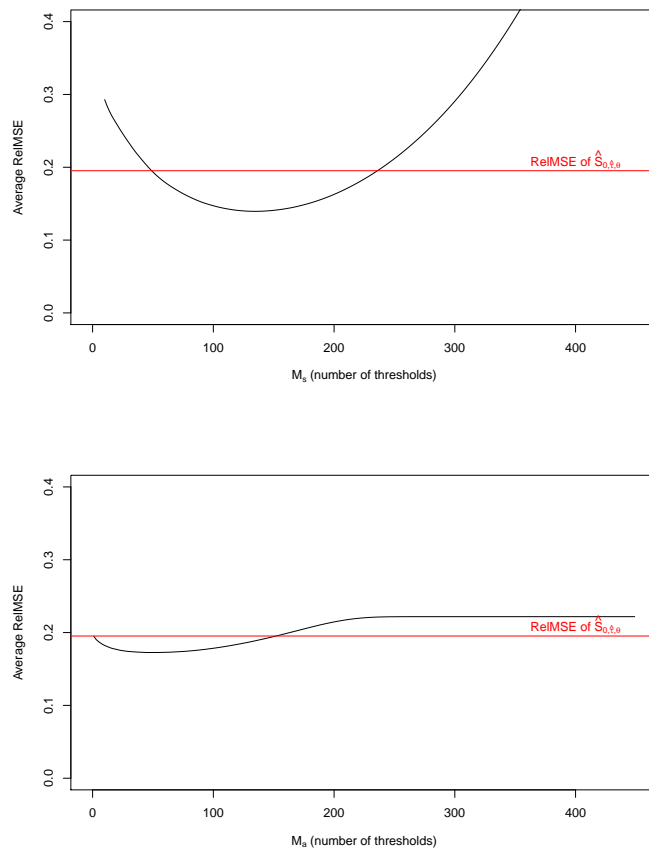 0.4
0.3
0.2
0.1
0.0
Average RelMSE
RelMSE of Ŝ₀,ξ̂,θ
0 100 200 300 400
Mₛ (number of thresholds)
0.4
0.3
0.2
0.1
0.0
Average RelMSE
RelMSE of Ŝ₀,ξ̂,θ
0 100 200 300 400
Mₐ (number of thresholds)